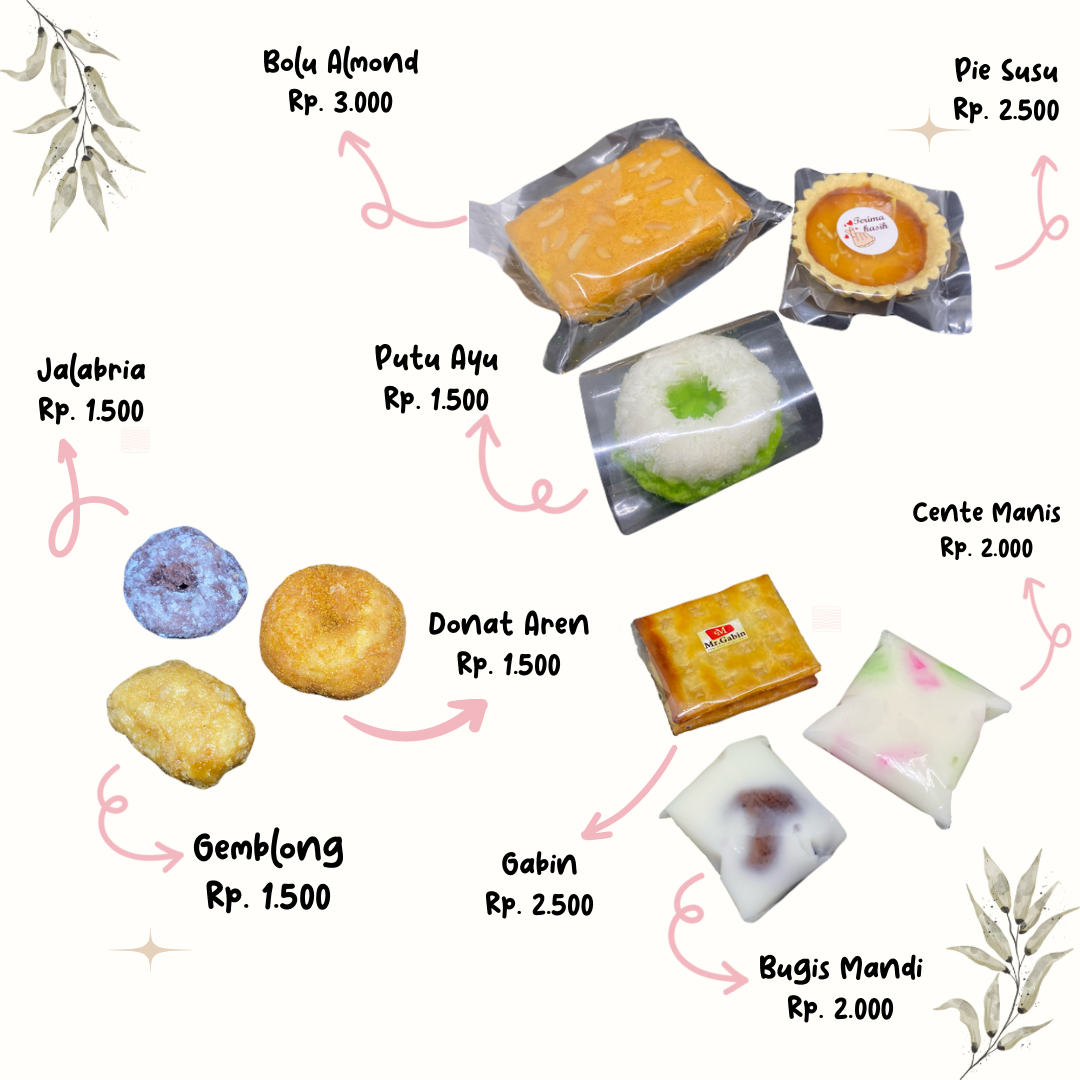 Bolu Almond
Rp. 3.000
Pie Susu
Rp. 2.500
Terima
kasih
Jalabria
Rp. 1.500
Putu Ayu
Rp. 1.500
Cente Manis
Rp. 2.000
Donat Aren
Rp. 1.500
M
Mr.Gabin
Gemblong
Rp. 1.500
Gabin
Rp. 2.500
Bugis Mandi
Rp. 2.000